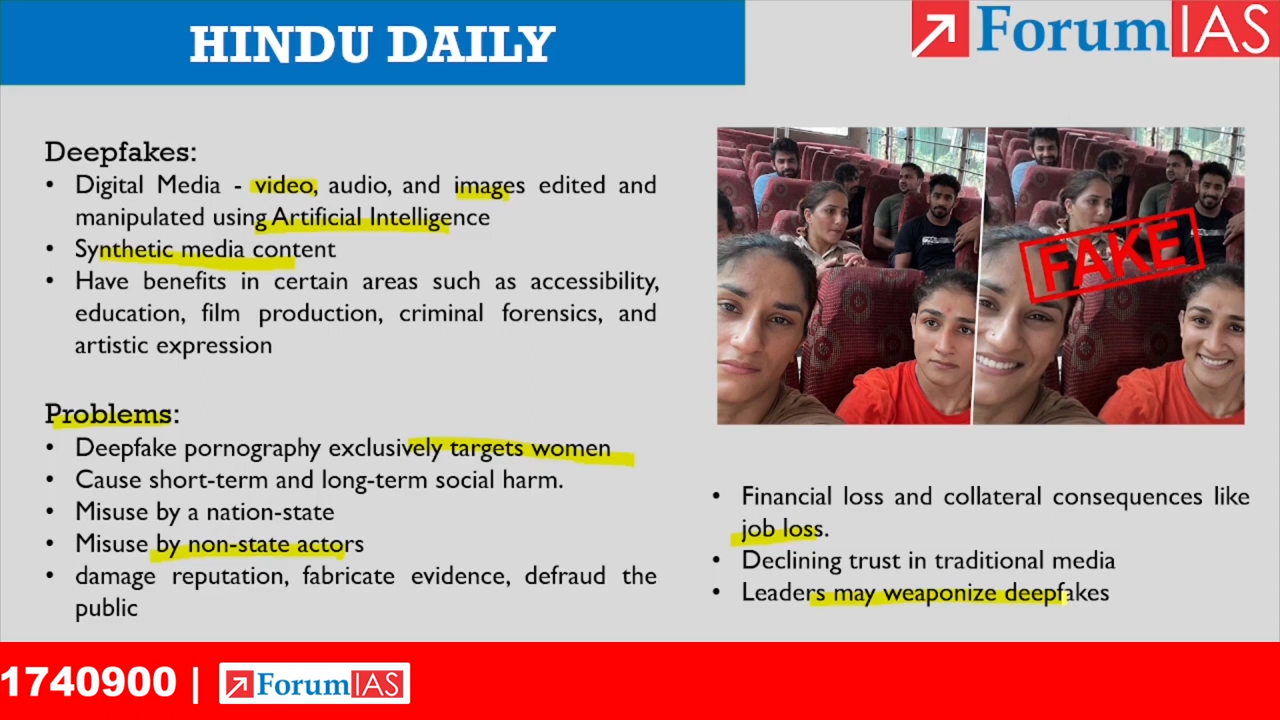 HINDU DAILY
ForumIAS
Deepfakes:
• Digital Media - video, audio, and images edited and
manipulated using Artificial Intelligence
• Synthetic media content
• Have benefits in certain areas such as accessibility,
education, film production, criminal forensics, and
artistic expression
Problems:
• Deepfake pornography exclusively targets women
• Cause short-term and long-term social harm.
• Misuse by a nation-state
• Misuse by non-state actors
• damage reputation, fabricate evidence, defraud the
public
FAKE
• Financial loss and collateral consequences like
job loss.
• Declining trust in traditional media
• Leaders may weaponize deepfakes
1740900 | ForumIAS